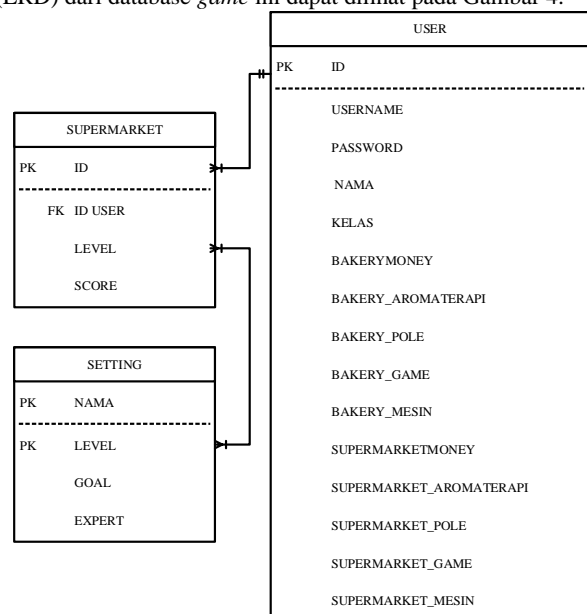 (ERD) dari database game ini dapat dilihat pada Gambar 4.
USER
PK ID
USERNAME
PASSWORD
NAMA
KELAS
BAKERYMONEY
BAKERY_AROMATERAPI
BAKERY_POLE
BAKERY_GAME
BAKERY_MESIN
SUPERMARKETMONEY
SUPERMARKET_AROMATERAPI
SUPERMARKET_POLE
SUPERMARKET_GAME
SUPERMARKET_MESIN
SUPERMARKET
PK ID
FK ID USER
LEVEL
SCORE
SETTING
PK NAMA
PK LEVEL
GOAL
EXPERT